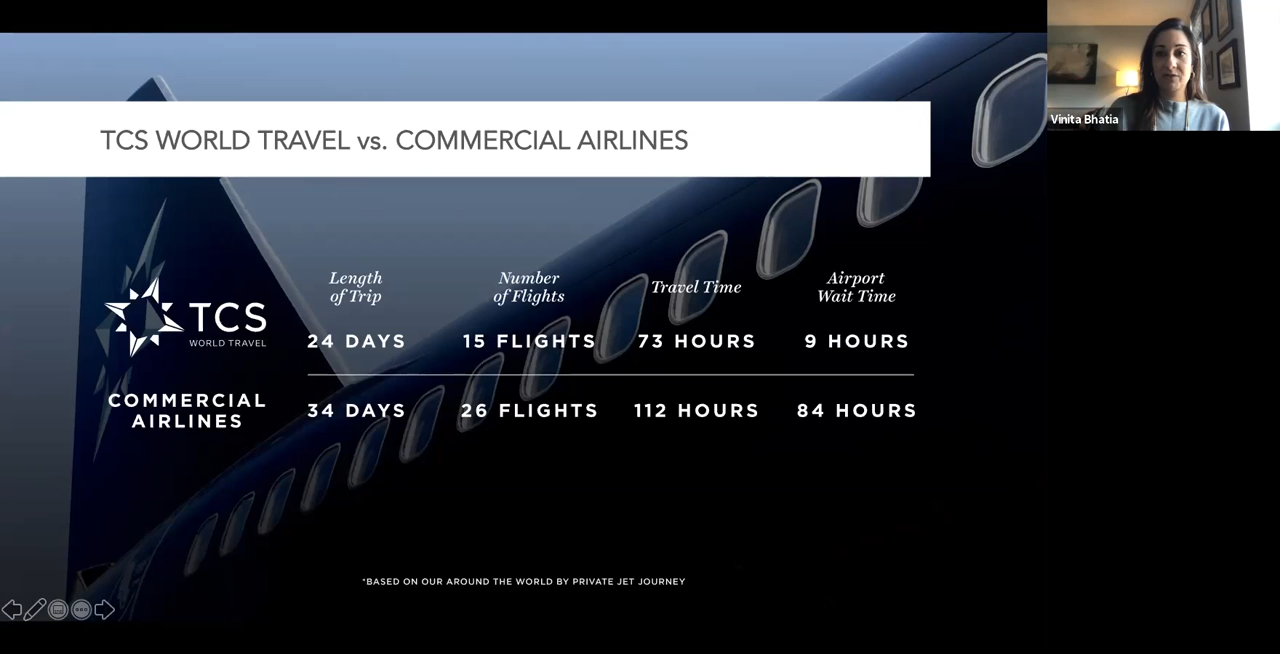 TCS WORLD TRAVEL vs. COMMERCIAL AIRLINES
Vinita Bhatia
Length
of Trip
Number
of Flights
Travel Time
Airport
Wait Time
TCS
WORLD TRAVEL
24 DAYS
15 FLIGHTS
73 HOURS
9 HOURS
COMMERCIAL
AIRLINES
34 DAYS
26 FLIGHTS
112 HOURS
84 HOURS
*BASED ON OUR AROUND THE WORLD BY PRIVATE JET JOURNEY